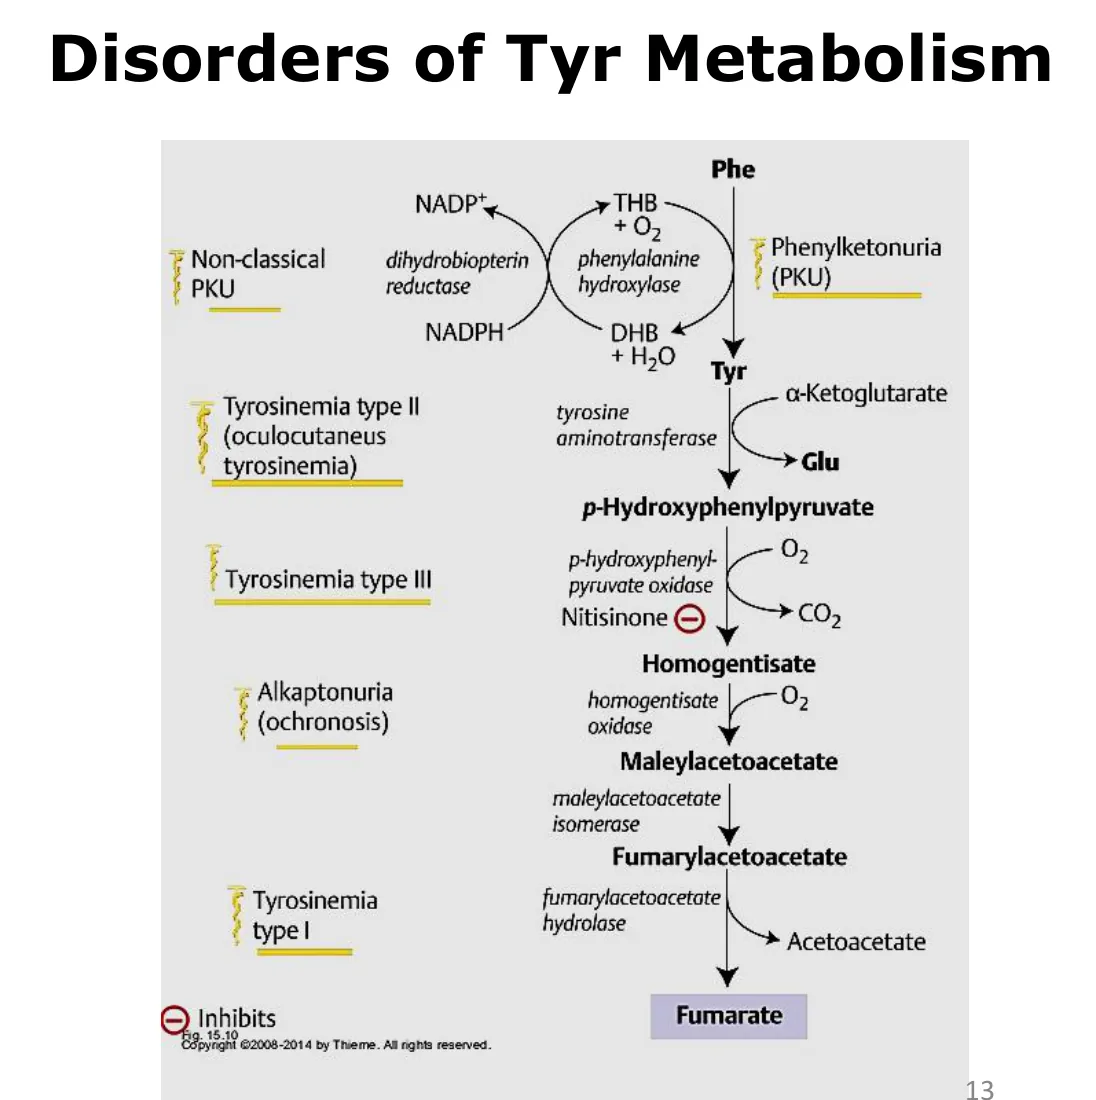 Disorders of Tyr Metabolism
Phe
NADP+
THB
+ O2
Non-classical
PKU
dihydrobiopterin
reductase
phenylalanine
hydroxylase
Phenylketonuria
(PKU)
NADPH
DHB
+ H2O
Tyr
Tyrosinemia type II
(oculocutaneus
tyrosinemia)
tyrosine
aminotransferase
α-Ketoglutarate
Glu
p-Hydroxyphenylpyruvate
Tyrosinemia type III
p-hydroxyphenyl-
pyruvate oxidase
O2
Nitisinone
CO2
Homogentisate
Alkaptonuria
(ochronosis)
homogentisate
oxidase
O2
Maleylacetoacetate
maleylacetoacetate
isomerase
Fumarylacetoacetate
Tyrosinemia
type I
fumarylacetoacetate
hydrolase
Acetoacetate
Fumarate
Inhibits
Fig. 15.10
Copyright ©2008-2014 by Thieme. All rights reserved.
13